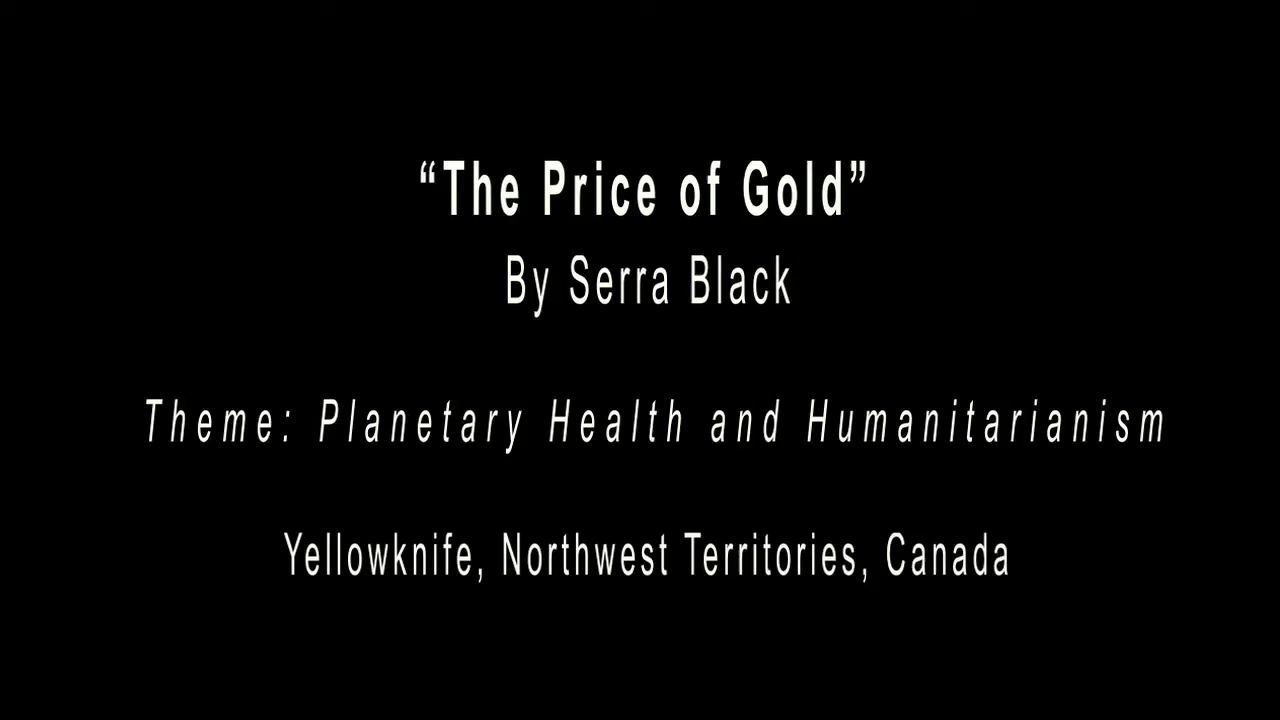 “The Price of Gold”
By Serra Black
Theme: Planetary Health and Humanitarianism
Yellowknife, Northwest Territories, Canada